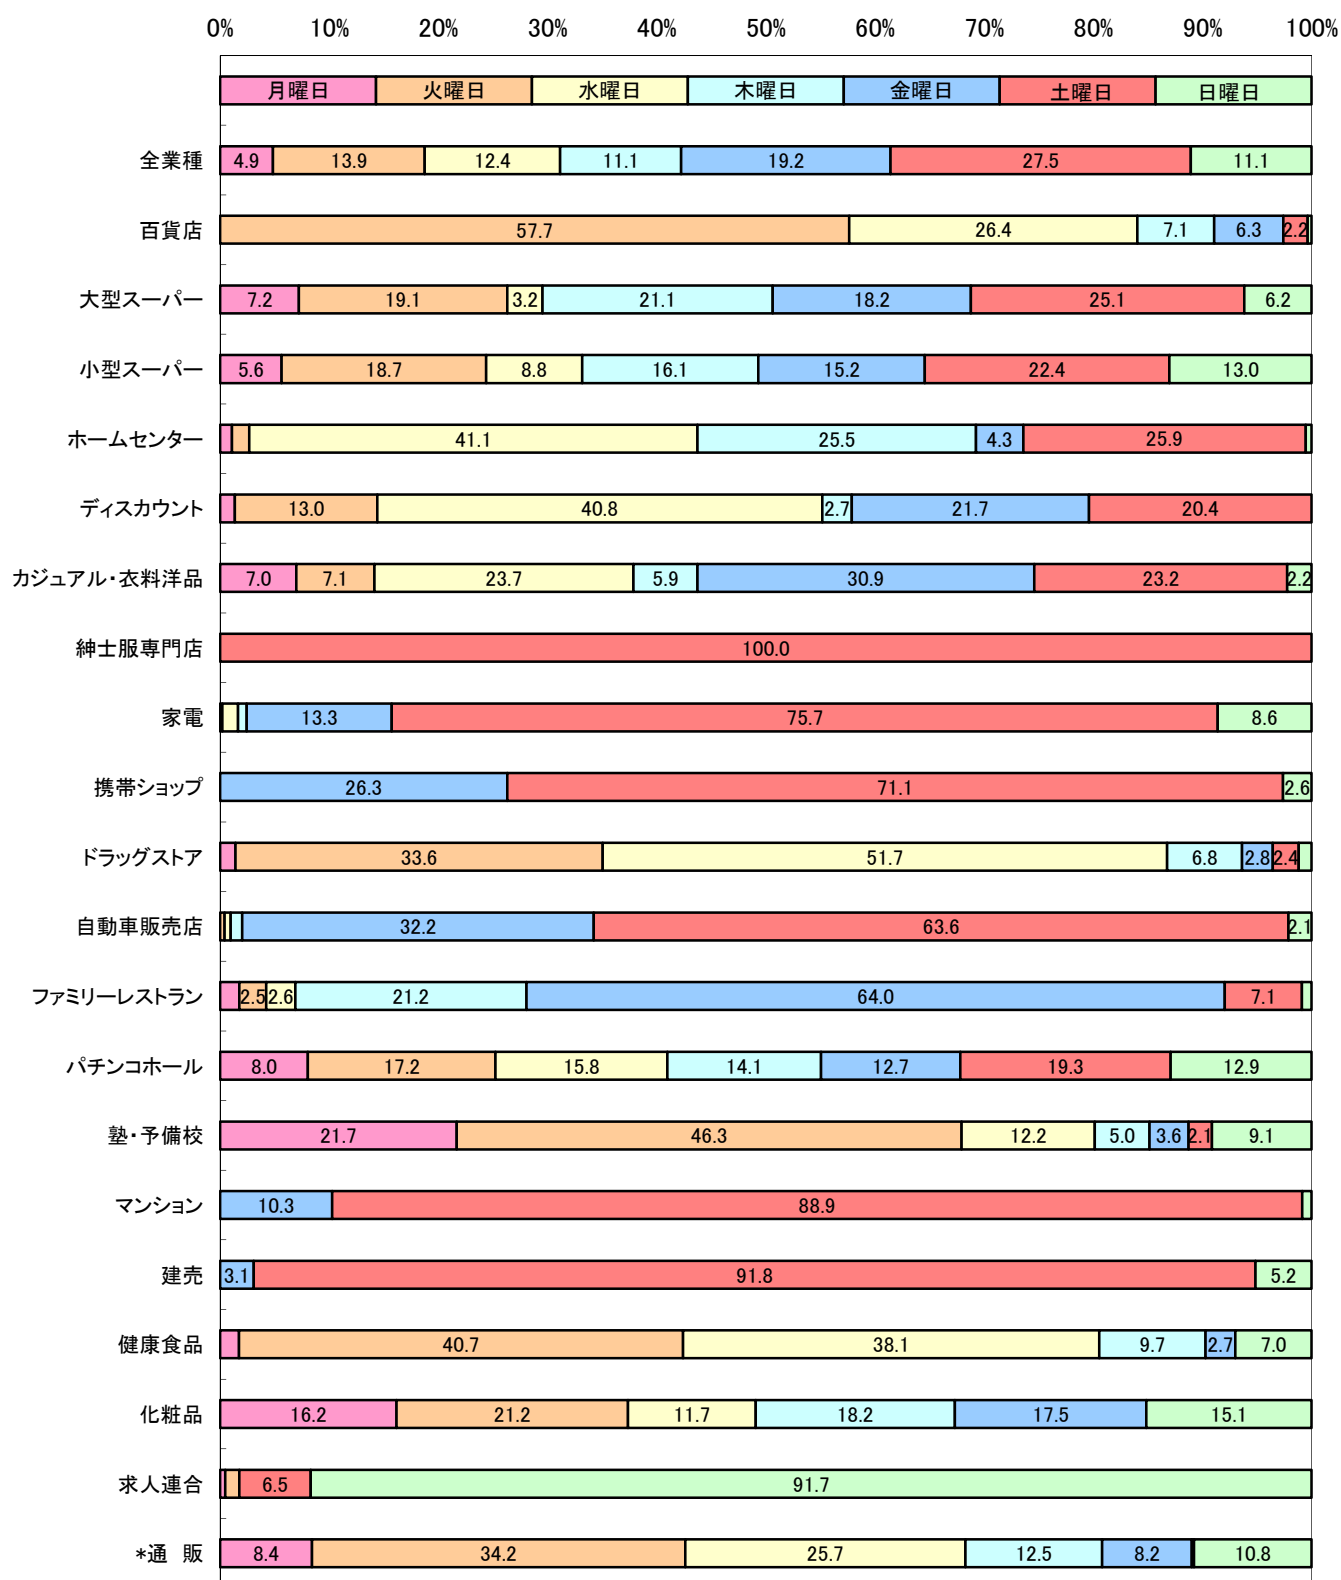 0% 10% 20% 30% 40% 50% 60% 70% 80% 90% 100%
月曜日 火曜日 水曜日 木曜日 金曜日 土曜日 日曜日
全業種 4.9 13.9 12.4 11.1 19.2 27.5 11.1
百貨店 57.7 26.4 7.1 6.3 2.2
大型スーパー 7.2 19.1 3.2 21.1 18.2 25.1 6.2
小型スーパー 5.6 18.7 8.8 16.1 15.2 22.4 13.0
ホームセンター 41.1 25.5 4.3 25.9
ディスカウント 13.0 40.8 2.7 21.7 20.4
カジュアル・衣料洋品 7.0 7.1 23.7 5.9 30.9 23.2 2.2
紳士服専門店 100.0
家電 13.3 75.7 8.6
携帯ショップ 26.3 71.1 2.6
ドラッグストア 33.6 51.7 6.8 2.8 2.4
自動車販売店 32.2 63.6 2.1
ファミリーレストラン 2.5 2.6 21.2 64.0 7.1
パチンコホール 8.0 17.2 15.8 14.1 12.7 19.3 12.9
塾・予備校 21.7 46.3 12.2 5.0 3.6 2.1 9.1
マンション 10.3 88.9
建売 3.1 91.8 5.2
健康食品 40.7 38.1 9.7 2.7 7.0
化粧品 16.2 21.2 11.7 18.2 17.5 15.1
求人連合 6.5 91.7
*通　販 8.4 34.2 25.7 12.5 8.2 10.8